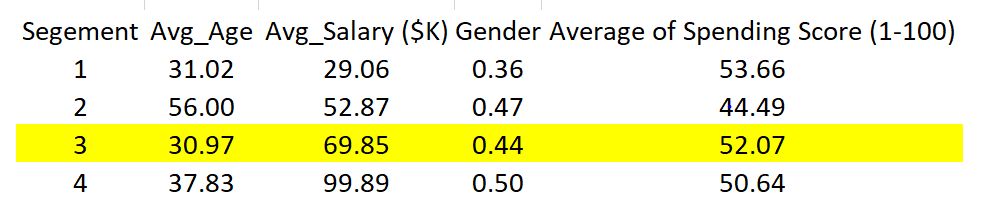 Segement Avg_Age Avg_Salary ($K) Gender Average of Spending Score (1-100)
1 31.02 29.06 0.36 53.66
2 56.00 52.87 0.47 44.49
3 30.97 69.85 0.44 52.07
4 37.83 99.89 0.50 50.64